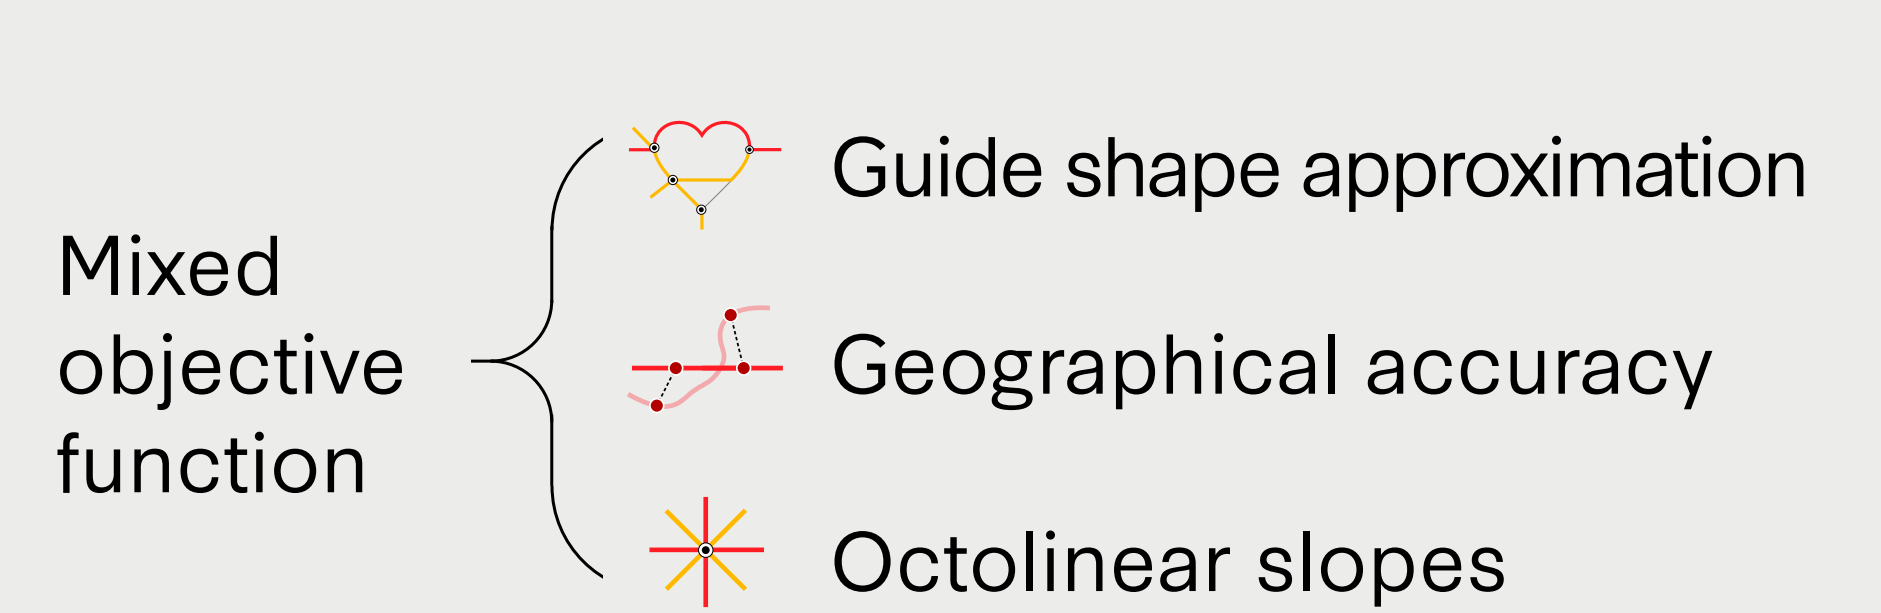 Mixed
objective
function
Guide shape approximation
Geographical accuracy
Octolinear slopes